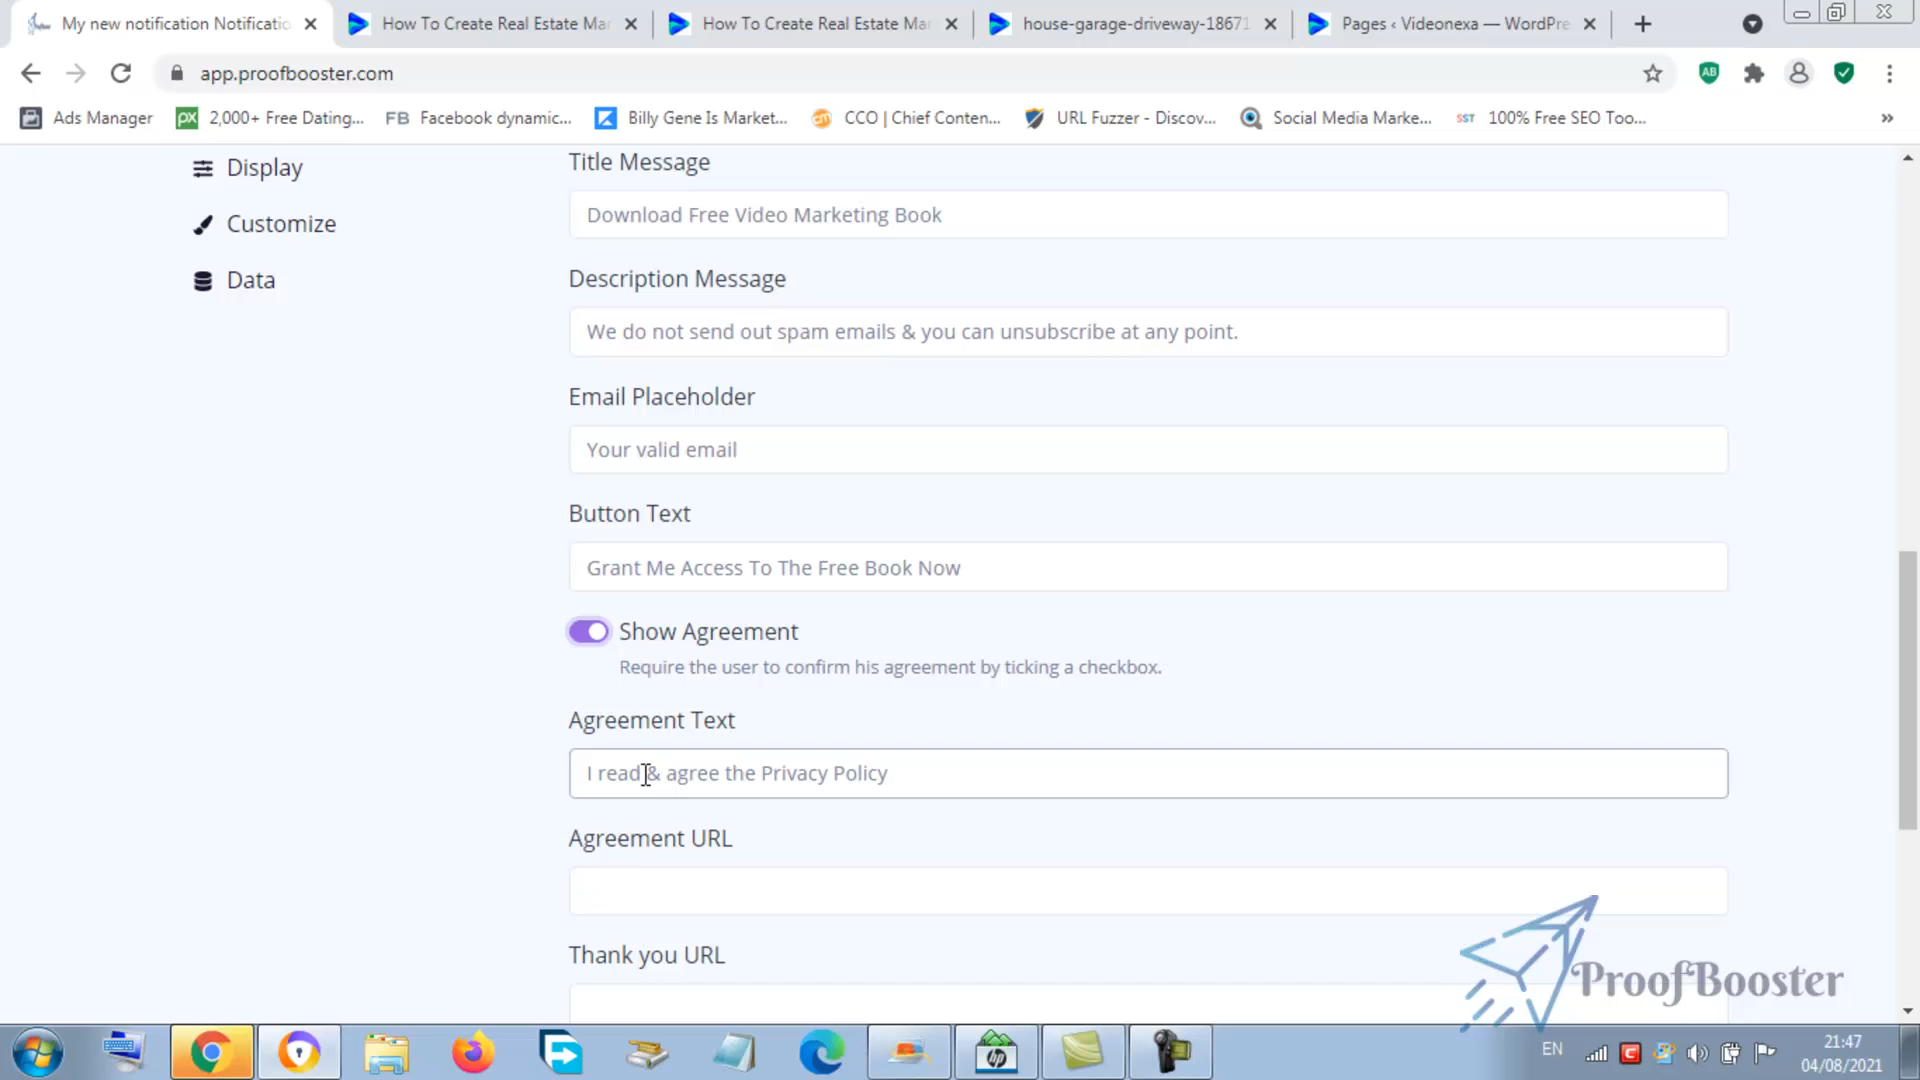 My new notification Notificatio
How To Create Real Estate Mar
How To Create Real Estate Mar
house-garage-driveway-18671
Pages ‹ Videonexa — WordPre
app.proofbooster.com
AB
Ads Manager
px 2,000+ Free Dating...
FB Facebook dynamic...
Billy Gene Is Market...
CCO | Chief Conten...
URL Fuzzer - Discov...
Social Media Marke...
SST 100% Free SEO Too...
»
Display
Customize
Data
Title Message
Download Free Video Marketing Book
Description Message
We do not send out spam emails & you can unsubscribe at any point.
Email Placeholder
Your valid email
Button Text
Grant Me Access To The Free Book Now
Show Agreement
Require the user to confirm his agreement by ticking a checkbox.
Agreement Text
I read & agree the Privacy Policy
Agreement URL
Thank you URL
ProofBooster
hp
EN
C
21:47
04/08/2021